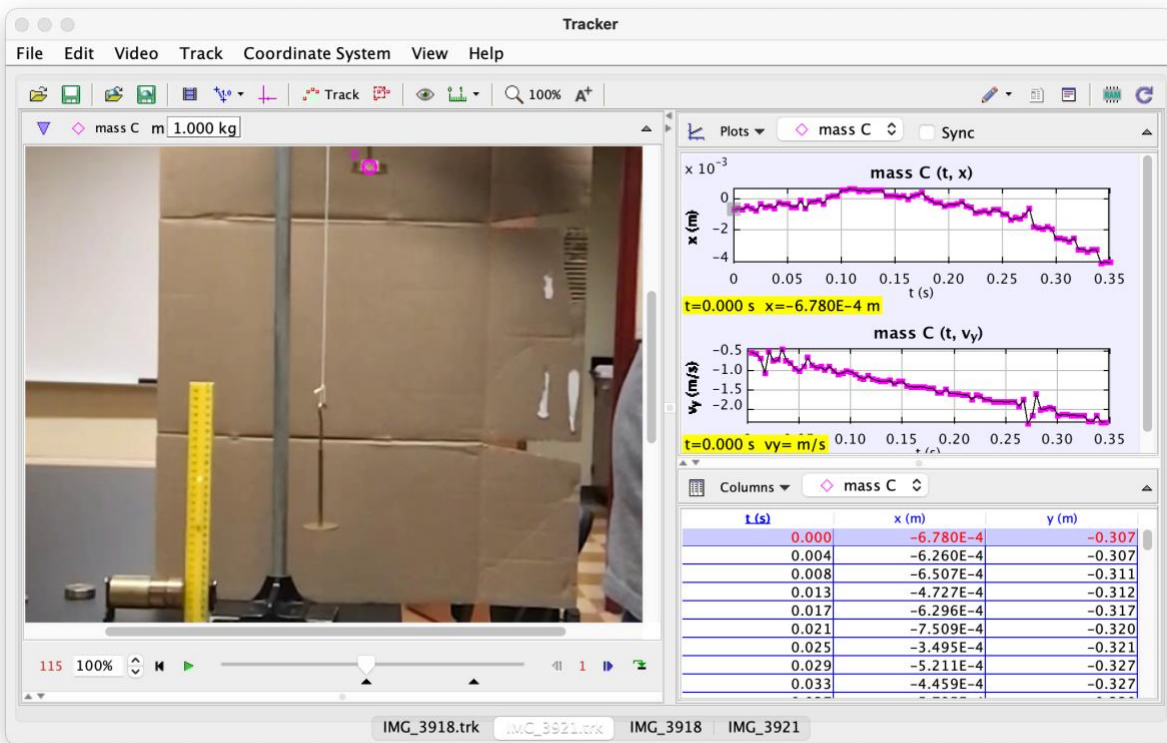 Tracker
File Edit Video Track Coordinate System View Help
Track 100% A+ RAM
mass C m 1.000 kg
Plots mass C Sync
x 10-3
mass C (t, x)
x (m)
0
-2
-4
0 0.05 0.10 0.15 0.20 0.25 0.30 0.35
t (s)
t=0.000 s x=-6.780E-4 m
mass C (t, vy)
vy (m/s)
-0.5
-1.0
-1.5
-2.0
0.10 0.15 0.20 0.25 0.30 0.35
t=0.000 s vy= m/s
Columns mass C
t (s) x (m) y (m)
0.000 -6.780E-4 -0.307
0.004 -6.260E-4 -0.307
0.008 -6.507E-4 -0.311
0.013 -4.727E-4 -0.312
0.017 -6.296E-4 -0.317
0.021 -7.509E-4 -0.320
0.025 -3.495E-4 -0.321
0.029 -5.211E-4 -0.327
0.033 -4.459E-4 -0.327
115 100% 1
IMG_3918.trk IMG_3921.trk IMG_3918 IMG_3921